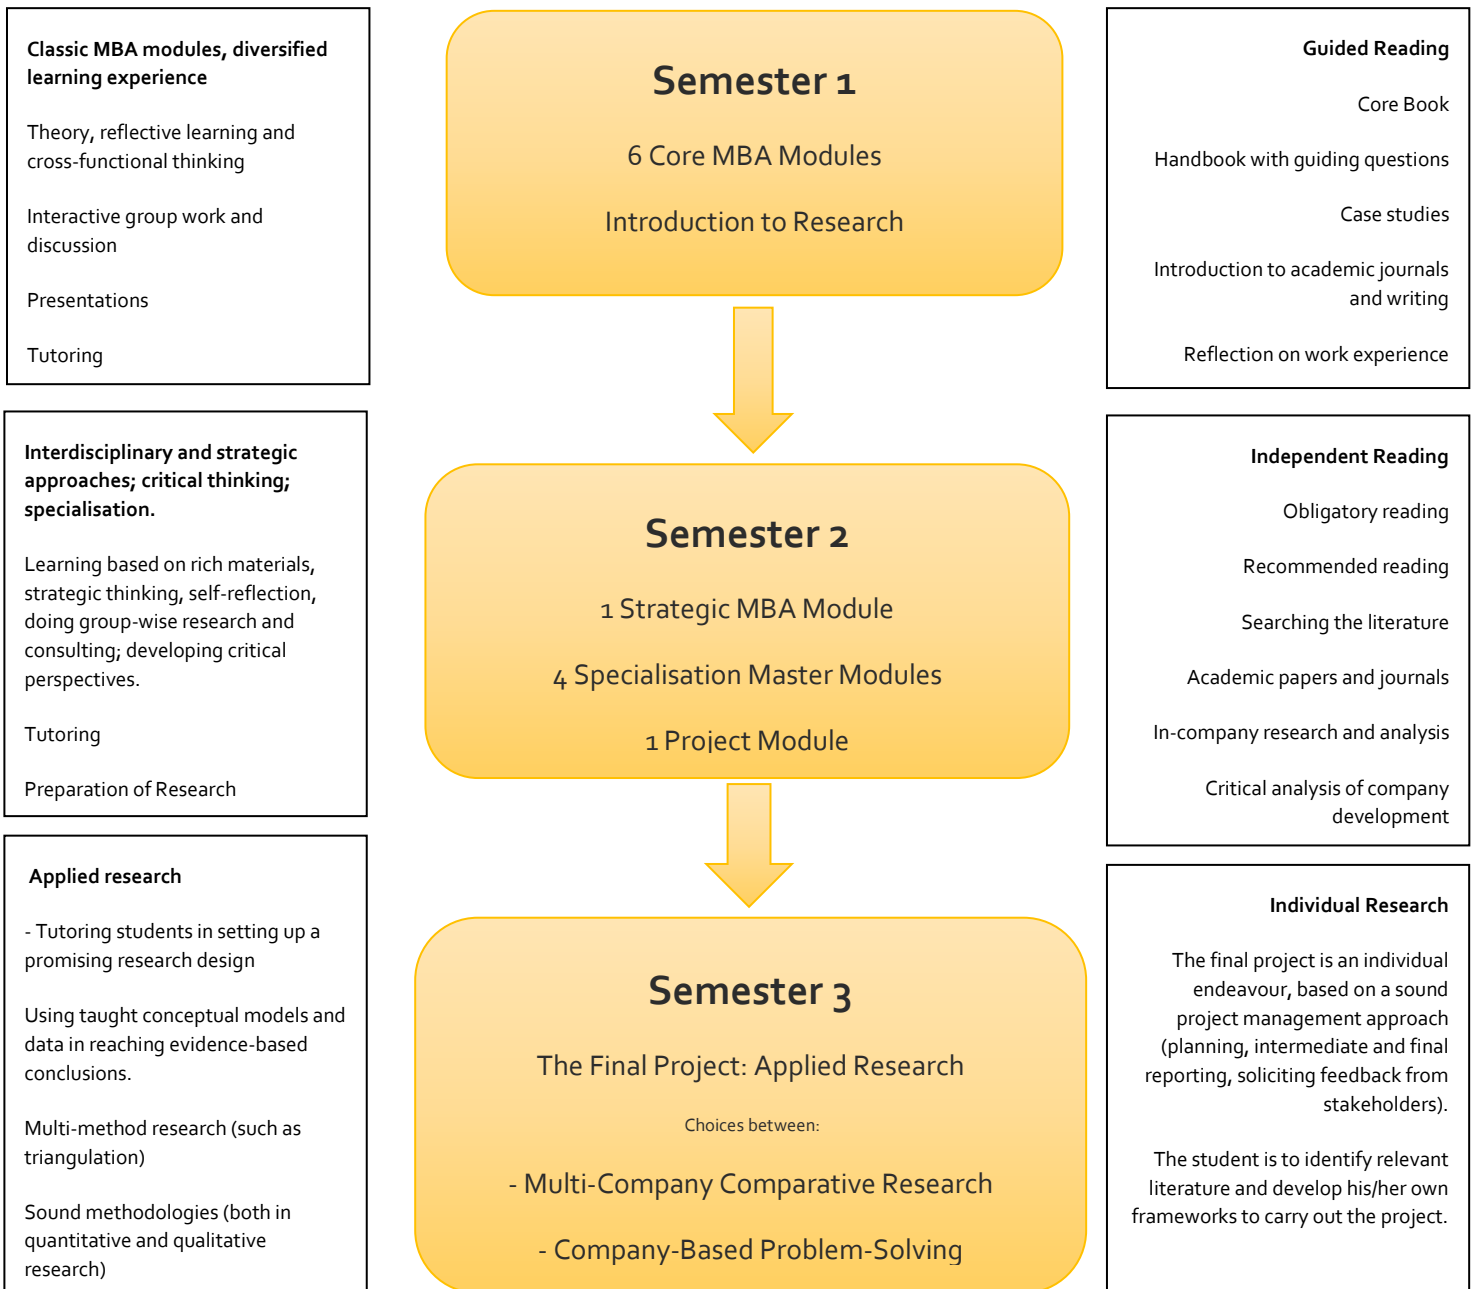 Classic MBA modules, diversified
learning experience
Theory, reflective learning and
cross-functional thinking
Interactive group work and
discussion
Presentations
Tutoring
Semester 1
6 Core MBA Modules
Introduction to Research
Guided Reading
Core Book
Handbook with guiding questions
Case studies
Introduction to academic journals
and writing
Reflection on work experience
Interdisciplinary and strategic
approaches; critical thinking;
specialisation.
Learning based on rich materials,
strategic thinking, self-reflection,
doing group-wise research and
consulting; developing critical
perspectives.
Tutoring
Preparation of Research
Semester 2
1 Strategic MBA Module
4 Specialisation Master Modules
1 Project Module
Independent Reading
Obligatory reading
Recommended reading
Searching the literature
Academic papers and journals
In-company research and analysis
Critical analysis of company
development
Applied research
- Tutoring students in setting up a
promising research design
Using taught conceptual models and
data in reaching evidence-based
conclusions.
Multi-method research (such as
triangulation)
Sound methodologies (both in
quantitative and qualitative
research)
Semester 3
The Final Project: Applied Research
Choices between:
- Multi-Company Comparative Research
- Company-Based Problem-Solving
Individual Research
The final project is an individual
endeavour, based on a sound
project management approach
(planning, intermediate and final
reporting, soliciting feedback from
stakeholders).
The student is to identify relevant
literature and develop his/her own
frameworks to carry out the project.